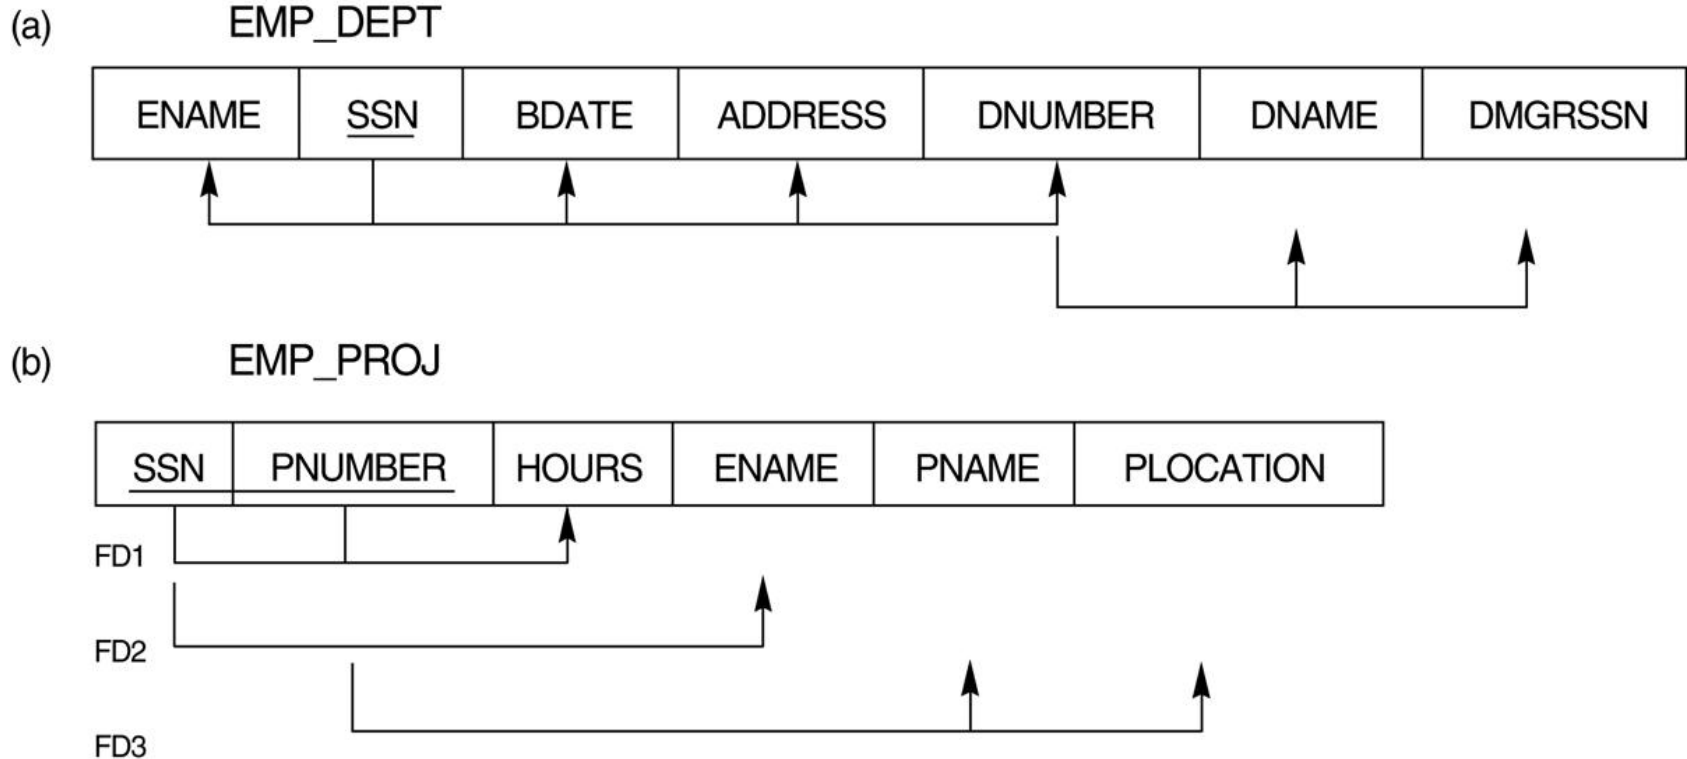 (a) EMP_DEPT
ENAME SSN BDATE ADDRESS DNUMBER DNAME DMGRSSN
(b) EMP_PROJ
SSN PNUMBER HOURS ENAME PNAME PLOCATION
FD1
FD2
FD3